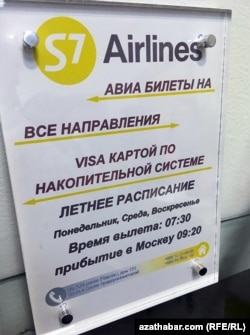 S7 Airlines
АВИА БИЛЕТЫ НА
ВСЕ НАПРАВЛЕНИЯ
VISA КАРТОЙ ПО
НАКОПИТЕЛЬНОЙ СИСТЕМЕ
ЛЕТНЕЕ РАСПИСАНИЕ
Понедельник, Среда, Воскресенье
Время вылета: 07:30
прибытие в Москву 09:20
azathabar.com (RFE/RL)